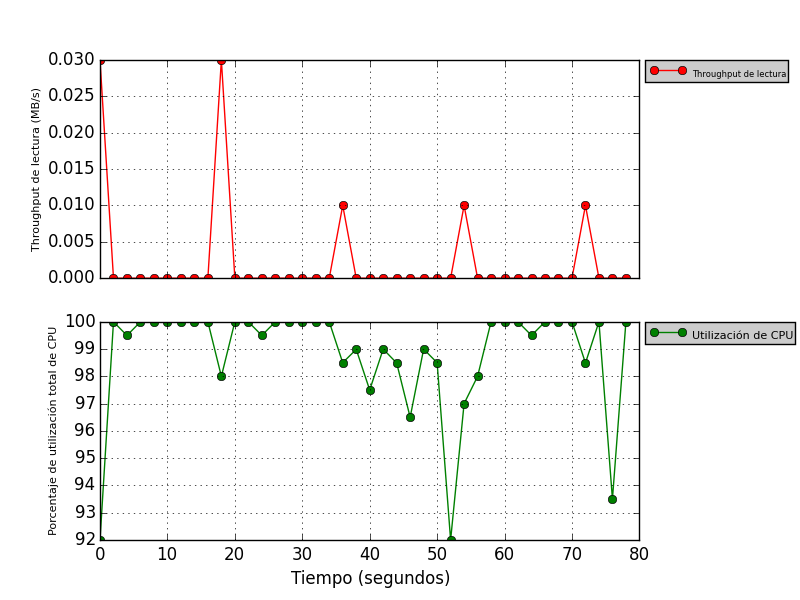 0.030
0.025
0.020
0.015
0.010
0.005
0.000
Throughput de lectura (MB/s)
Throughput de lectura
100
99
98
97
96
95
94
93
92
Porcentaje de utilización total de CPU
Utilización de CPU
0 10 20 30 40 50 60 70 80
Tiempo (segundos)